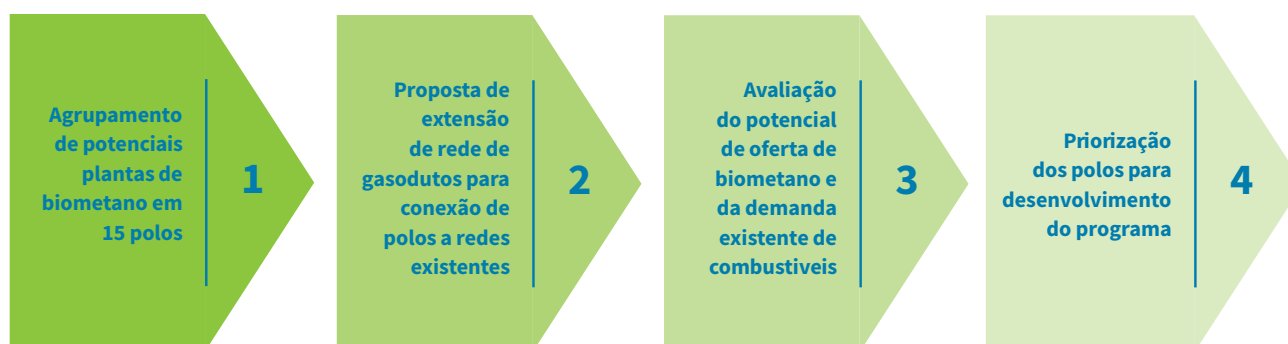 Agrupamento
de potenciais
plantas de
biometano em
15 polos
1
Proposta de
extensão
de rede de
gasodutos para
conexão de
polos a redes
existentes
2
Avaliação
do potencial
de oferta de
biometano e
da demanda
existente de
combustiveis
3
Priorização
dos polos para
desenvolvimento
do programa
4